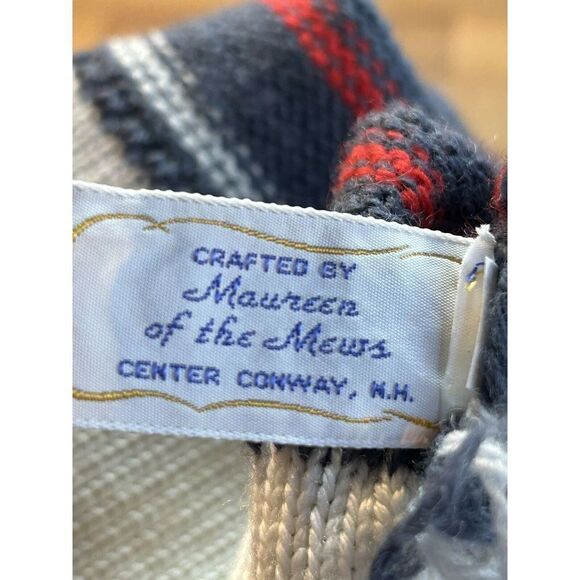 CRAFTED BY
Maureen
of the Mews
CENTER CONWAY, N.H.